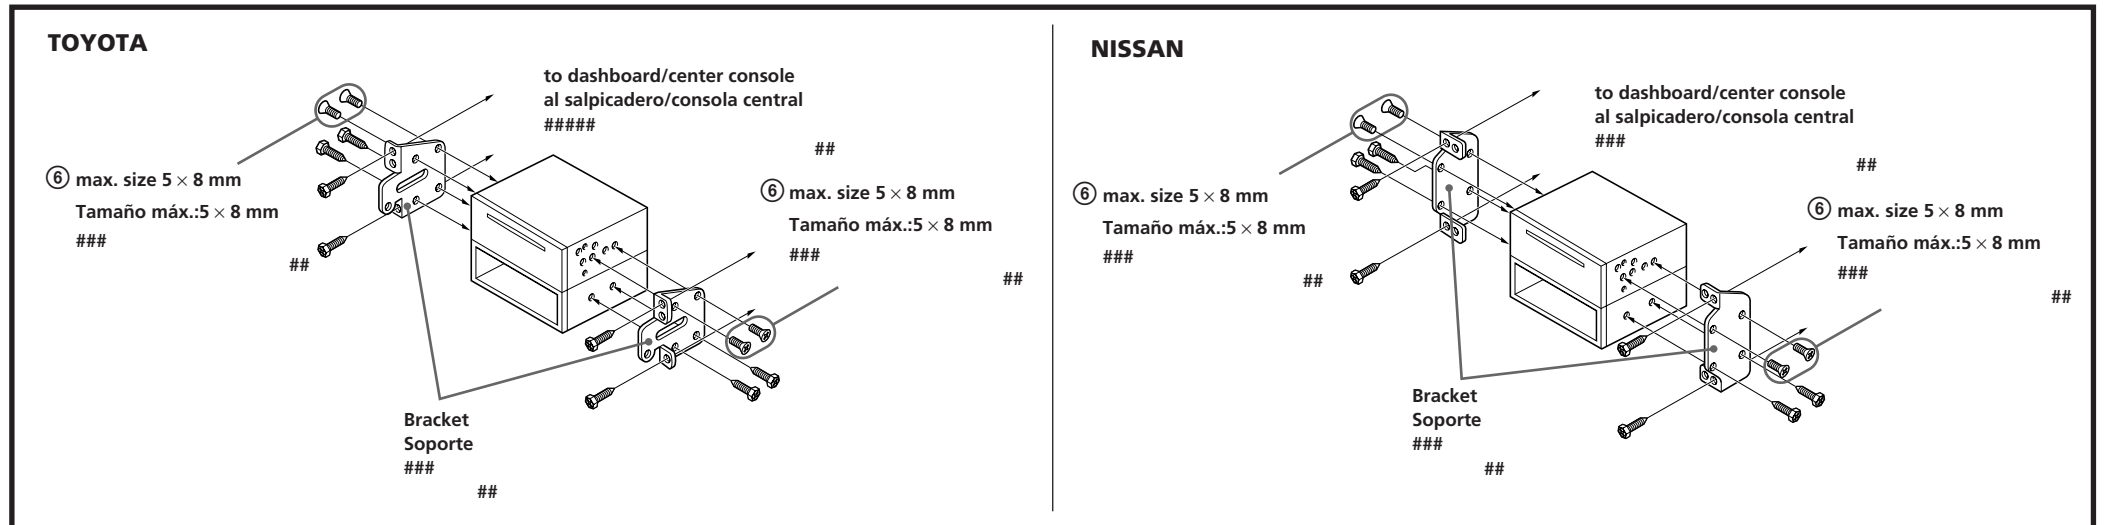 TOYOTA
to dashboard/center console
al salpicadero/consola central
#####
##
⑥ max. size 5 × 8 mm
Tamaño máx.:5 × 8 mm
###
##
⑥ max. size 5 × 8 mm
Tamaño máx.:5 × 8 mm
###
##
Bracket
Soporte
###
##
NISSAN
to dashboard/center console
al salpicadero/consola central
###
##
⑥ max. size 5 × 8 mm
Tamaño máx.:5 × 8 mm
###
##
⑥ max. size 5 × 8 mm
Tamaño máx.:5 × 8 mm
###
##
Bracket
Soporte
###
##